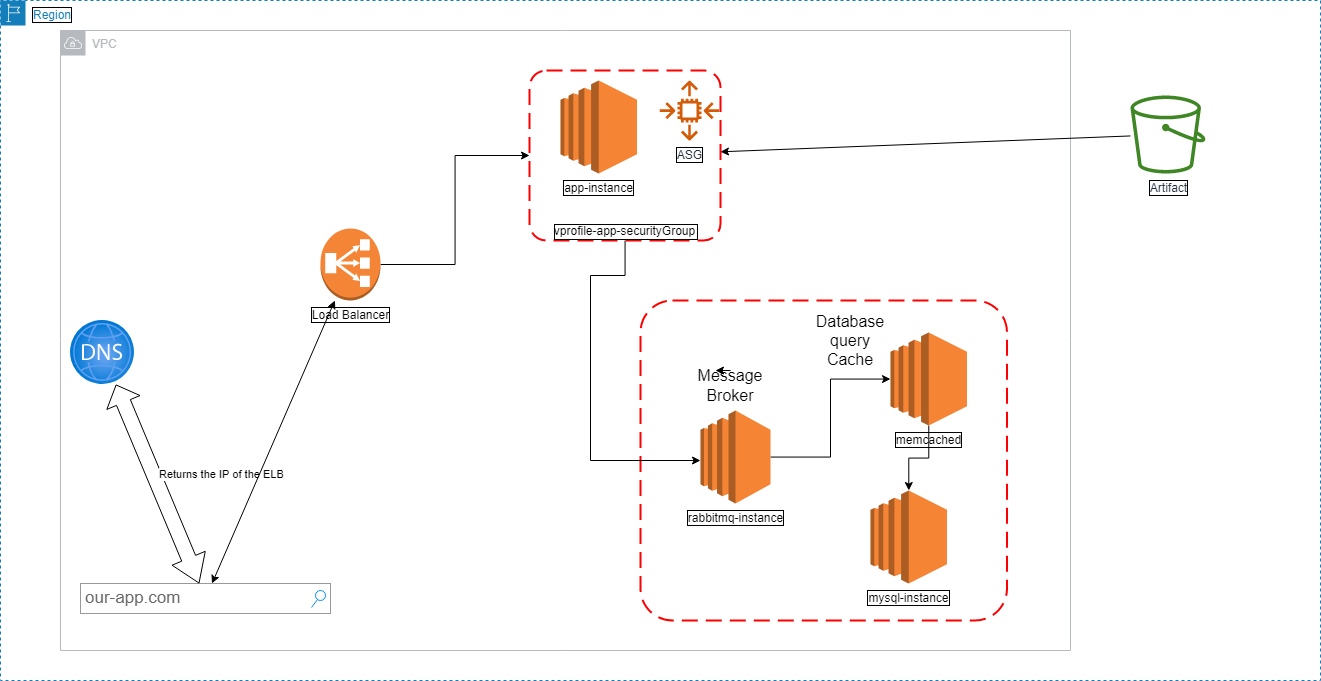 Region
VPC
app-instance
ASG
vprofile-app-securityGroup
Artifact
Load Balancer
DNS
Returns the IP of the ELB
our-app.com
Database
query
Cache
Message
Broker
memcached
rabbitmq-instance
mysql-instance